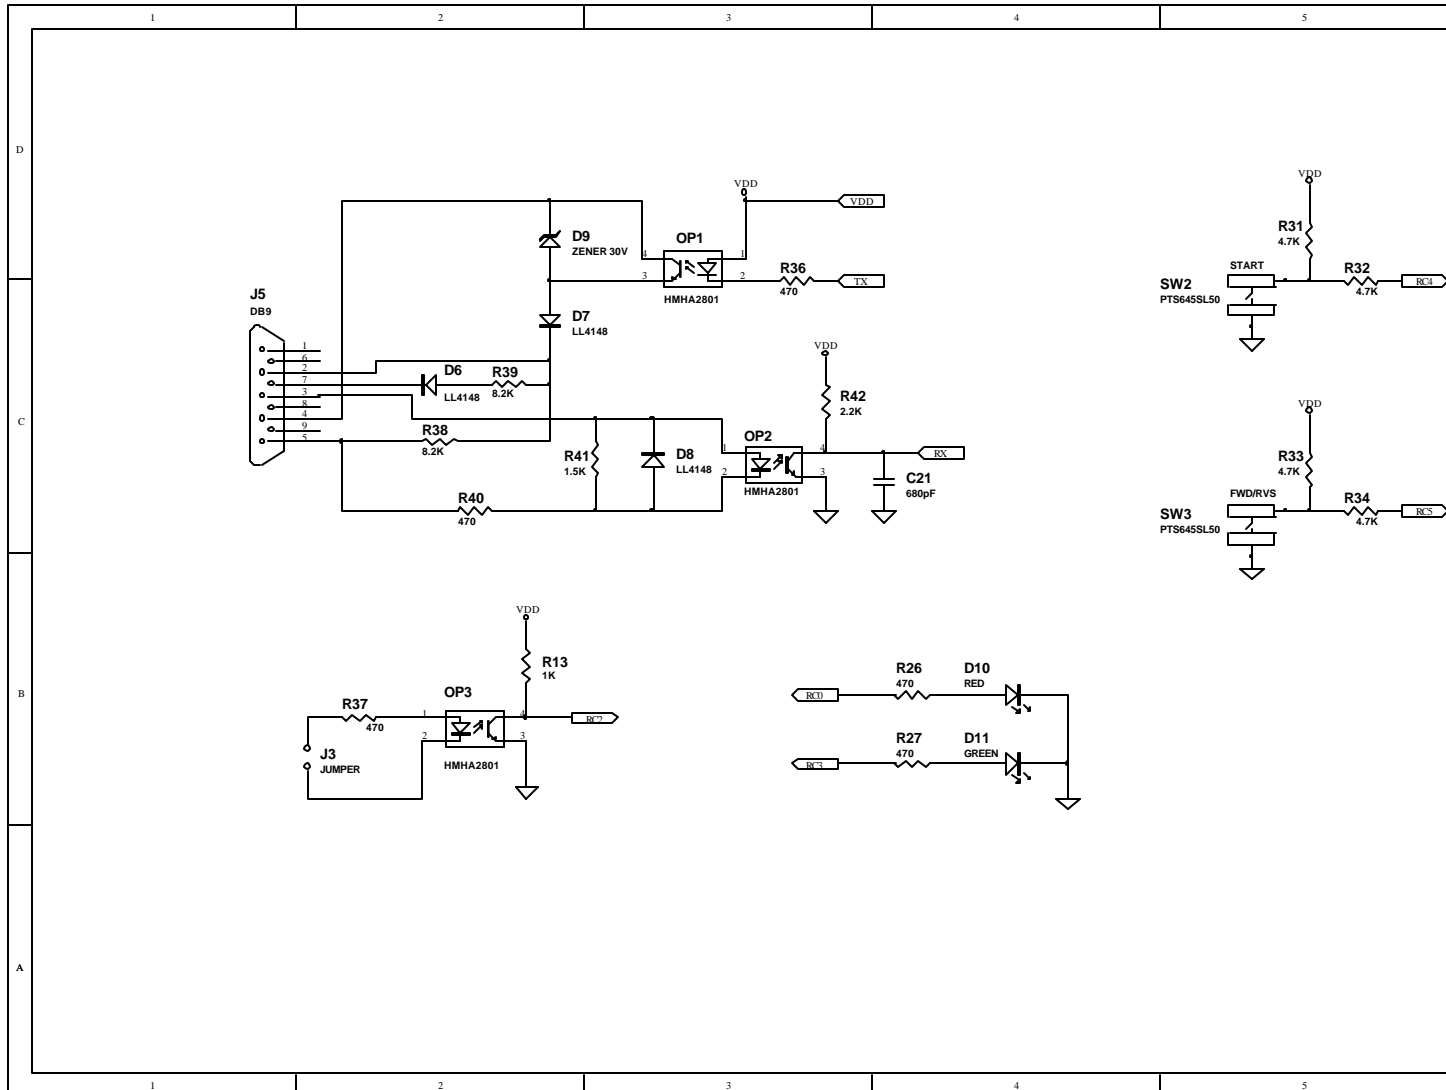 1 2 3 4 5
D
VDD
VDD
D9
ZENER 30V
OP1
4
3
1
2
HMHA2801
R36
470
TX
VDD
R31
4.7K
START
SW2
PTS645SL50
R32
4.7K
RC4
J5
DB9
1
6
2
7
3
8
4
9
5
D7
LL4148
D6
LL4148
R39
8.2K
R38
8.2K
C
VDD
R42
2.2K
R41
1.5K
D8
LL4148
OP2
1
2
4
3
HMHA2801
RX
C21
680pF
R40
470
VDD
R33
4.7K
FWD/RVS
SW3
PTS645SL50
R34
4.7K
RC5
B
VDD
R13
1K
OP3
R37
470
1
2
4
3
HMHA2801
RC2
J3
JUMPER
RC0
R26
470
D10
RED
RC3
R27
470
D11
GREEN
A
1 2 3 4 5